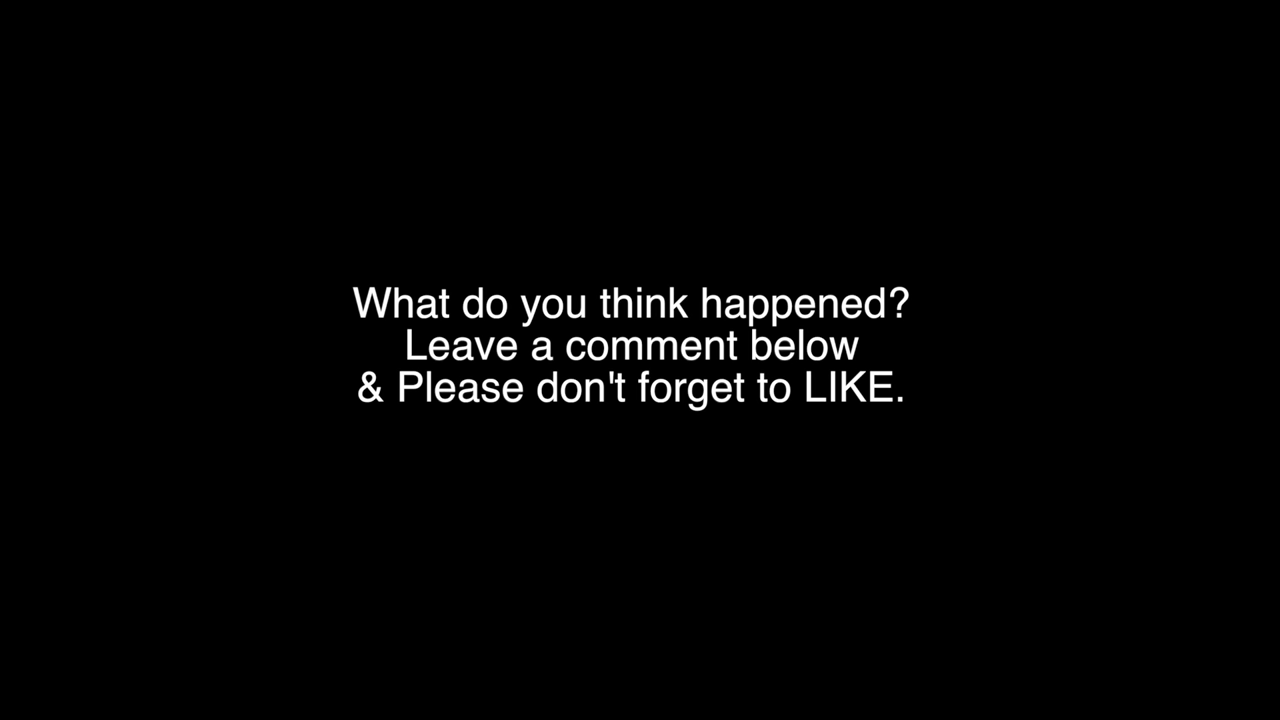 What do you think happened?
Leave a comment below
& Please don't forget to LIKE.